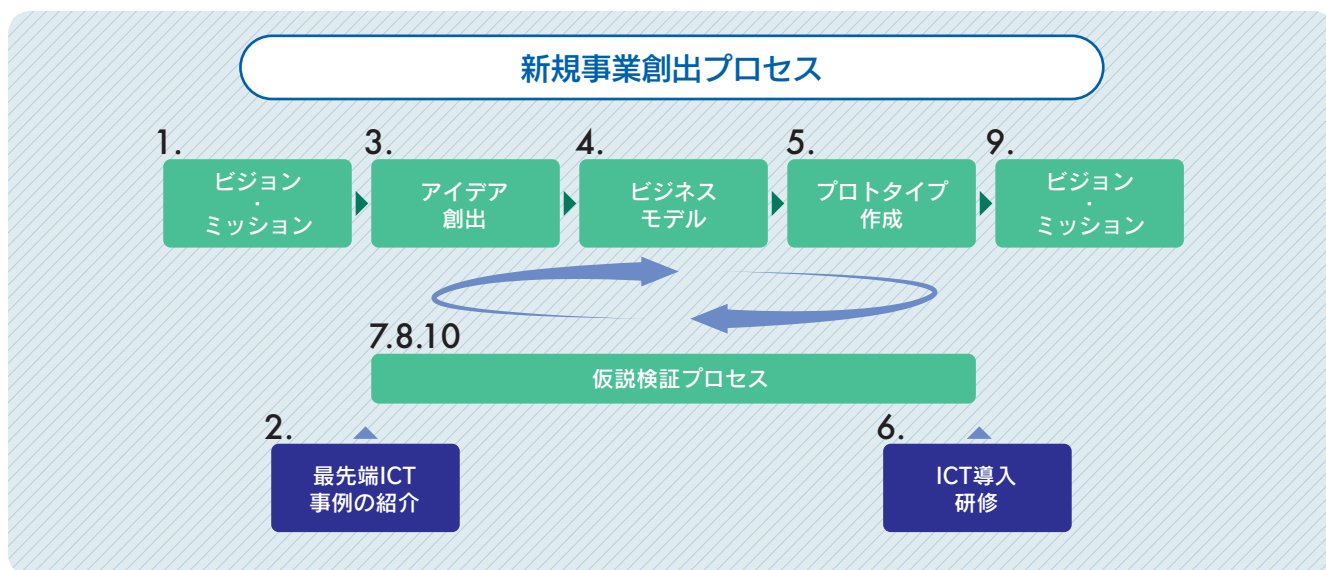 新規事業創出プロセス
1.
ビジョン
・
ミッション
3.
アイデア
創出
4.
ビジネス
モデル
5.
プロトタイプ
作成
9.
ビジョン
・
ミッション
7.8.10
仮説検証プロセス
2.
最先端ICT
事例の紹介
6.
ICT導入
研修